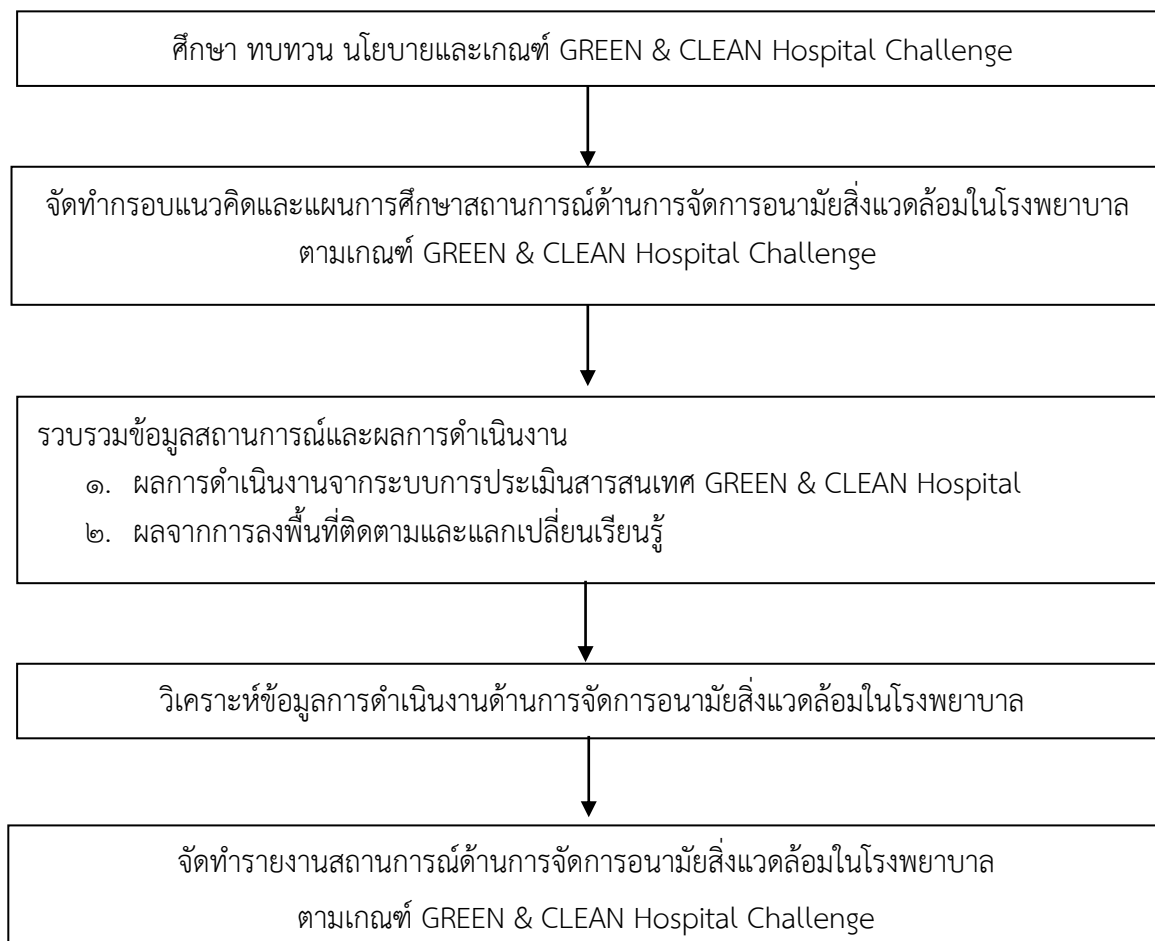 ศึกษา ทบทวน นโยบายและเกณฑ์ GREEN & CLEAN Hospital Challenge
จัดทำกรอบแนวคิดและแผนการศึกษาสถานการณ์ด้านการจัดการอนามัยสิ่งแวดล้อมในโรงพยาบาล
ตามเกณฑ์ GREEN & CLEAN Hospital Challenge
รวบรวมข้อมูลสถานการณ์และผลการดำเนินงาน
๑. ผลการดำเนินงานจากระบบการประเมินสารสนเทศ GREEN & CLEAN Hospital
๒. ผลจากการลงพื้นที่ติดตามและแลกเปลี่ยนเรียนรู้
วิเคราะห์ข้อมูลการดำเนินงานด้านการจัดการอนามัยสิ่งแวดล้อมในโรงพยาบาล
จัดทำรายงานสถานการณ์ด้านการจัดการอนามัยสิ่งแวดล้อมในโรงพยาบาล
ตามเกณฑ์ GREEN & CLEAN Hospital Challenge